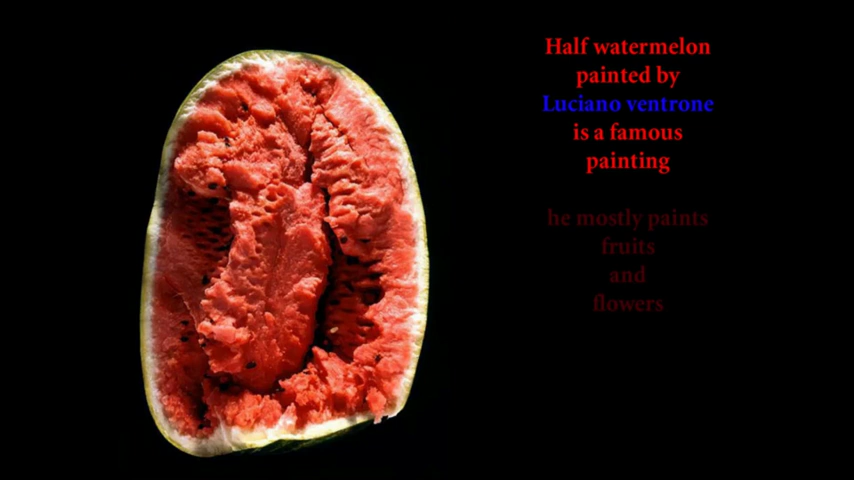 Half watermelon
painted by
Luciano ventrone
is a famous
painting
he mostly paints
fruits
and
flowers